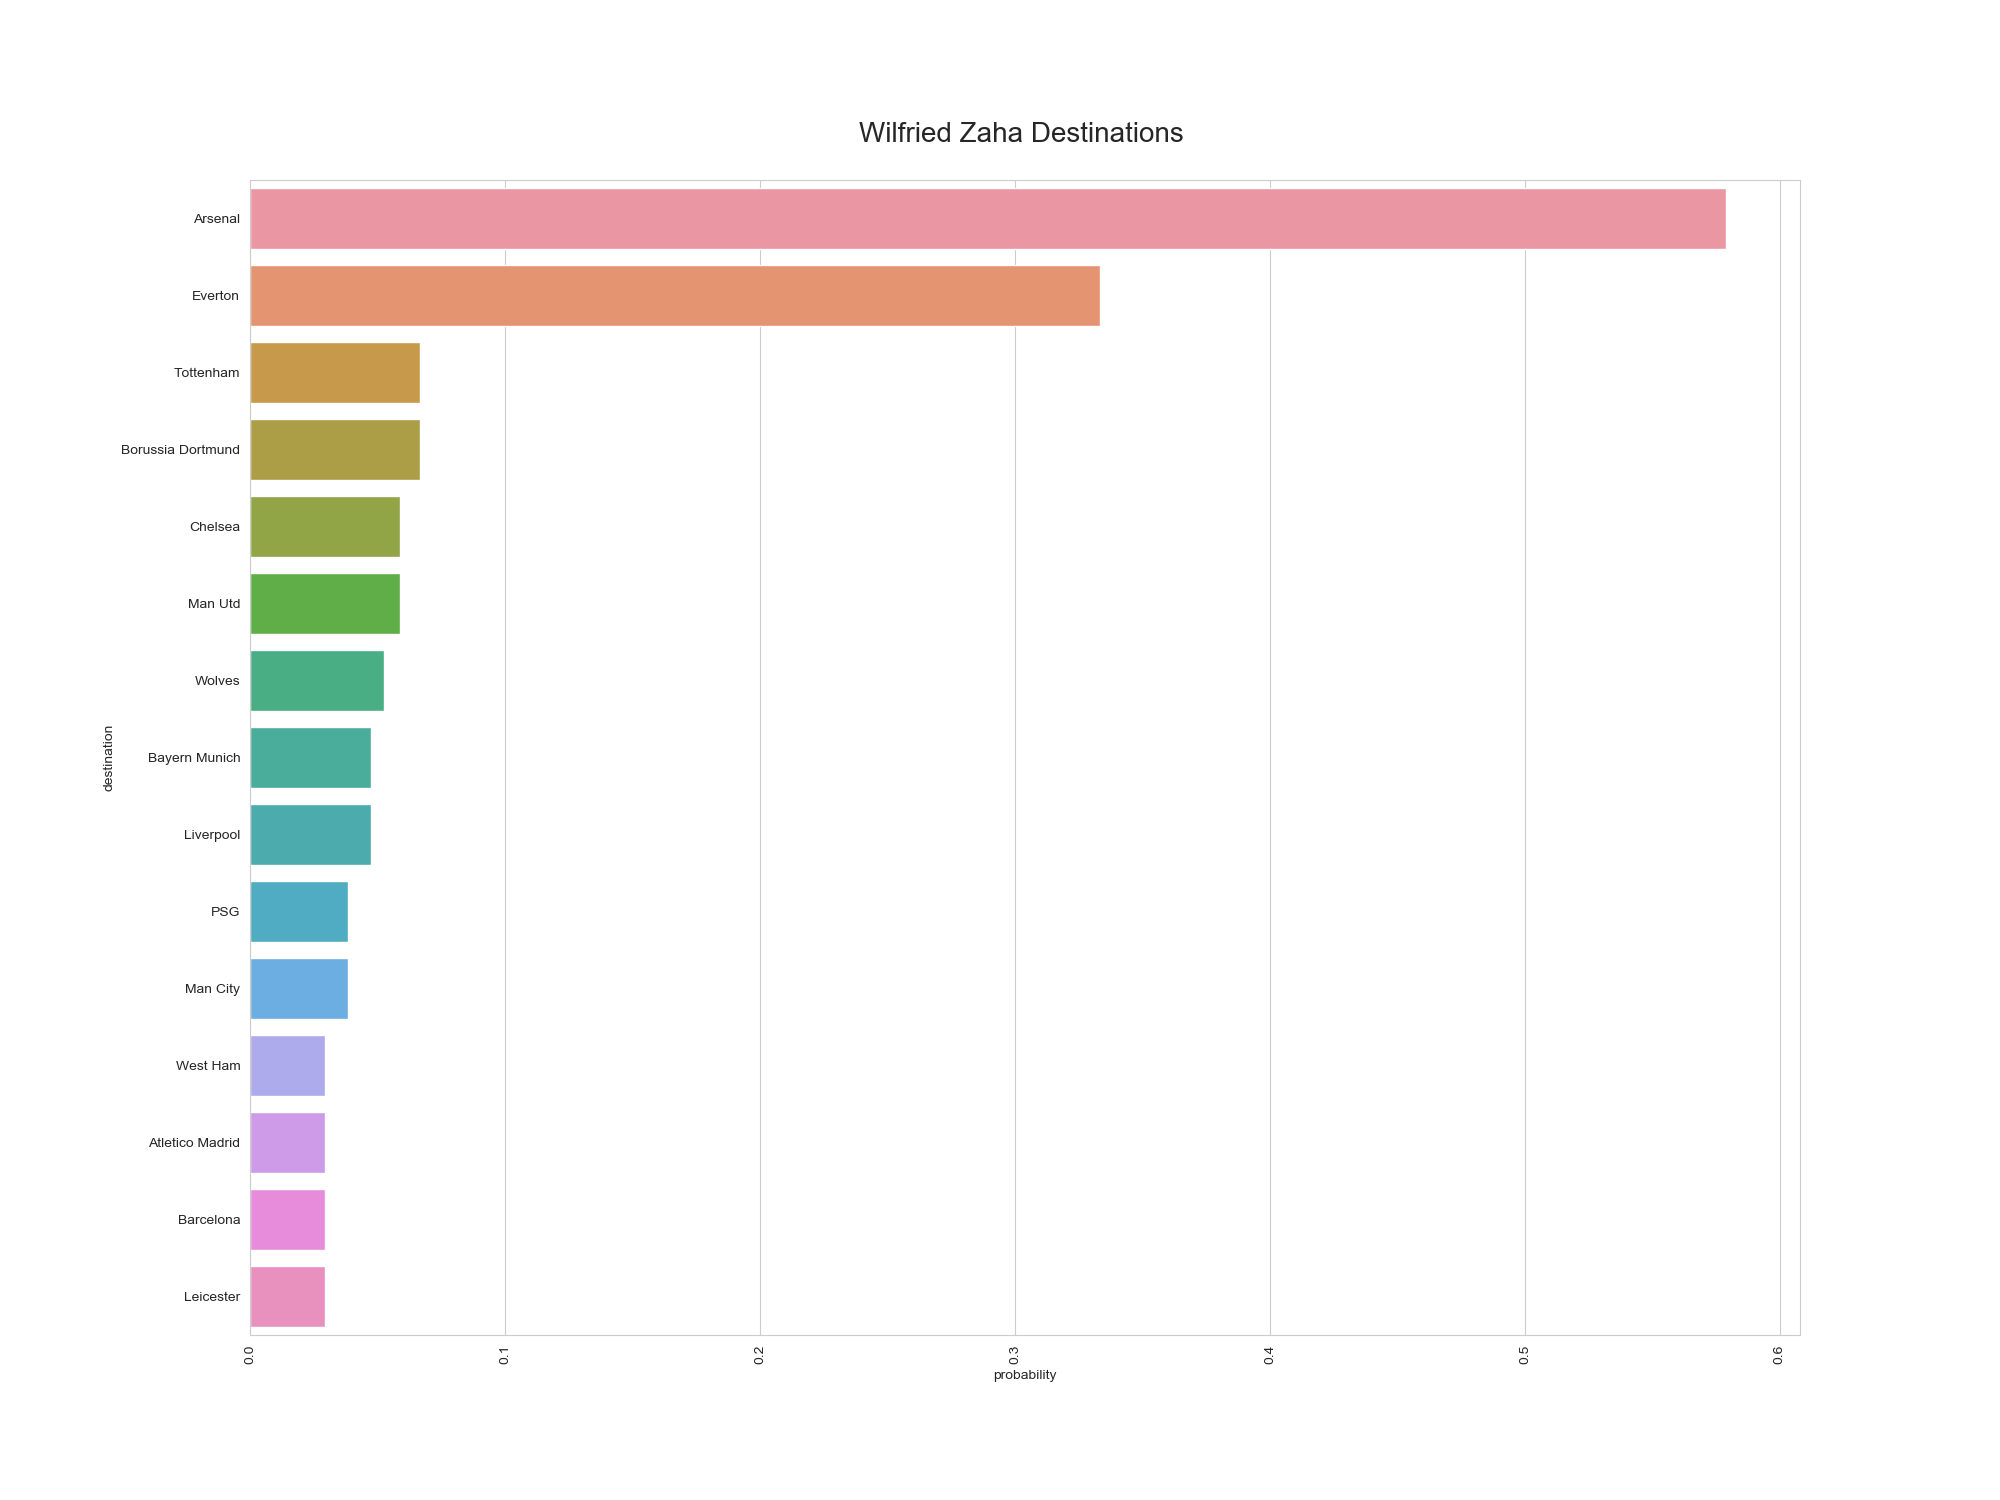 Wilfried Zaha Destinations
Arsenal
Everton
Tottenham
Borussia Dortmund
Chelsea
Man Utd
Wolves
Bayern Munich
destination
Liverpool
PSG
Man City
West Ham
Atletico Madrid
Barcelona
Leicester
0.0 0.1 0.2 0.3 0.4 0.5 0.6
probability